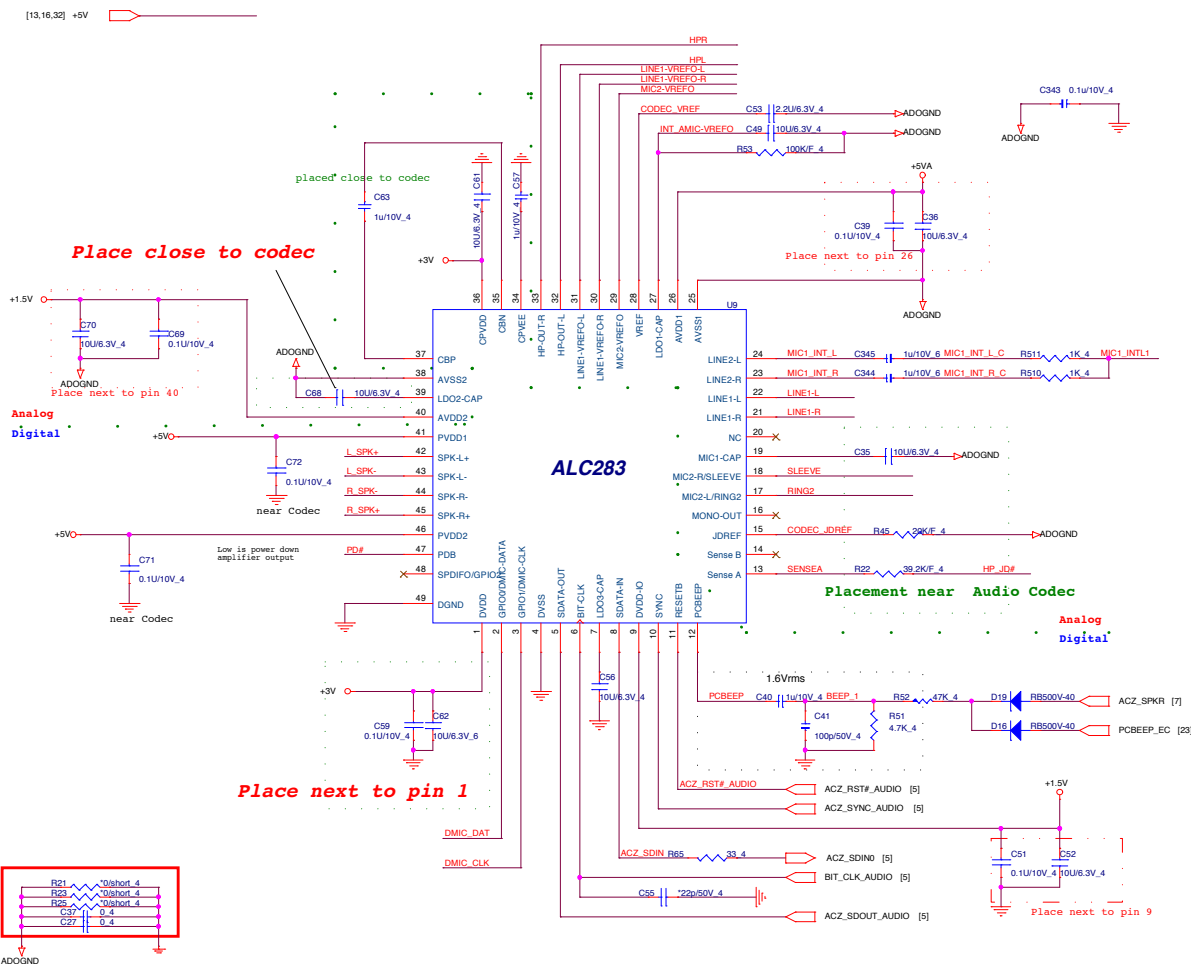 [13,16,32] +5V
HPR
HPL
LINE1-VREFO-L
LINE1-VREFO-R
MIC2-VREFO
CODEC_VREF C53 2.2U/6.3V_4 ADOGND
INT_AMIC-VREFO C49 10U/6.3V_4 ADOGND
R53 100K/F_4
C343 0.1u/10V_4
ADOGND
+5VA
placed close to codec
C63
1u/10V_4
C61
10U/6.3V_4
C57
1u/10V_4
+3V
C39
0.1U/10V_4
C36
10U/6.3V_4
Place next to pin 26
ADOGND
Place close to codec
+1.5V
C70
10U/6.3V_4
C69
0.1U/10V_4
ADOGND
Place next to pin 40
Analog
Digital
ADOGND
C68 10U/6.3V_4
36 35 34 33 32 31 30 29 28 27 26 25
U9
CPVDD
CBN
CPVEE
HP-OUT-R
HP-OUT-L
LINE1-VREFO-L
LINE1-VREFO-R
MIC2-VREFO
VREF
LDO1-CAP
AVDD1
AVSS1
37 CBP
38 AVSS2
39 LDO2-CAP
40 AVDD2
+5V 41 PVDD1
L_SPK+ 42 SPK-L+
L_SPK- 43 SPK-L-
R_SPK- 44 SPK-R-
R_SPK+ 45 SPK-R+
+5V 46 PVDD2
PD# 47 PDB
48 SPDIFO/GPIO2
49 DGND
C72
0.1U/10V_4
near Codec
C71
0.1U/10V_4
near Codec
Low is power down
amplifier output
ALC283
LINE2-L 24 MIC1_INT_L C345 1u/10V_6 MIC1_INT_L_C R511 1K_4 MIC1_INTL1
LINE2-R 23 MIC1_INT_R C344 1u/10V_6 MIC1_INT_R_C R510 1K_4
LINE1-L 22 LINE1-L
LINE1-R 21 LINE1-R
NC 20
MIC1-CAP 19 C35 10U/6.3V_4 ADOGND
MIC2-R/SLEEVE 18 SLEEVE
MIC2-L/RING2 17 RING2
MONO-OUT 16
JDREF 15 CODEC_JDREF R45 20K/F_4 ADOGND
Sense B 14
Sense A 13 SENSEA R22 39.2K/F_4 HP_JD#
Placement near Audio Codec
Analog
Digital
DVDD
GPIO0/DMIC-DATA
GPIO1/DMIC-CLK
DVSS
SDATA-OUT
BIT-CLK
LDO3-CAP
SDATA-IN
DVDD-IO
SYNC
RESETB
PCBEEP
1 2 3 4 5 6 7 8 9 10 11 12
+3V
C59
0.1U/10V_4
C62
10U/6.3V_6
Place next to pin 1
C56
10U/6.3V_4
1.6Vrms
PCBEEP C40 1u/10V_4 BEEP_1 R52 47K_4 D19 RB500V-40 ACZ_SPKR [7]
C41
100p/50V_4
R51
4.7K_4
D16 RB500V-40 PCBEEP_EC [23]
ACZ_RST#_AUDIO ACZ_RST#_AUDIO [5]
ACZ_SYNC_AUDIO [5]
+1.5V
DMIC_DAT
DMIC_CLK
ACZ_SDIN R65 33_4 ACZ_SDIN0 [5]
BIT_CLK_AUDIO [5]
C55 *22p/50V_4
ACZ_SDOUT_AUDIO [5]
C51
0.1U/10V_4
C52
10U/6.3V_4
Place next to pin 9
R21 *0/short_4
R23 *0/short_4
R25 *0/short_4
C37 0_4
C27 0_4
ADOGND